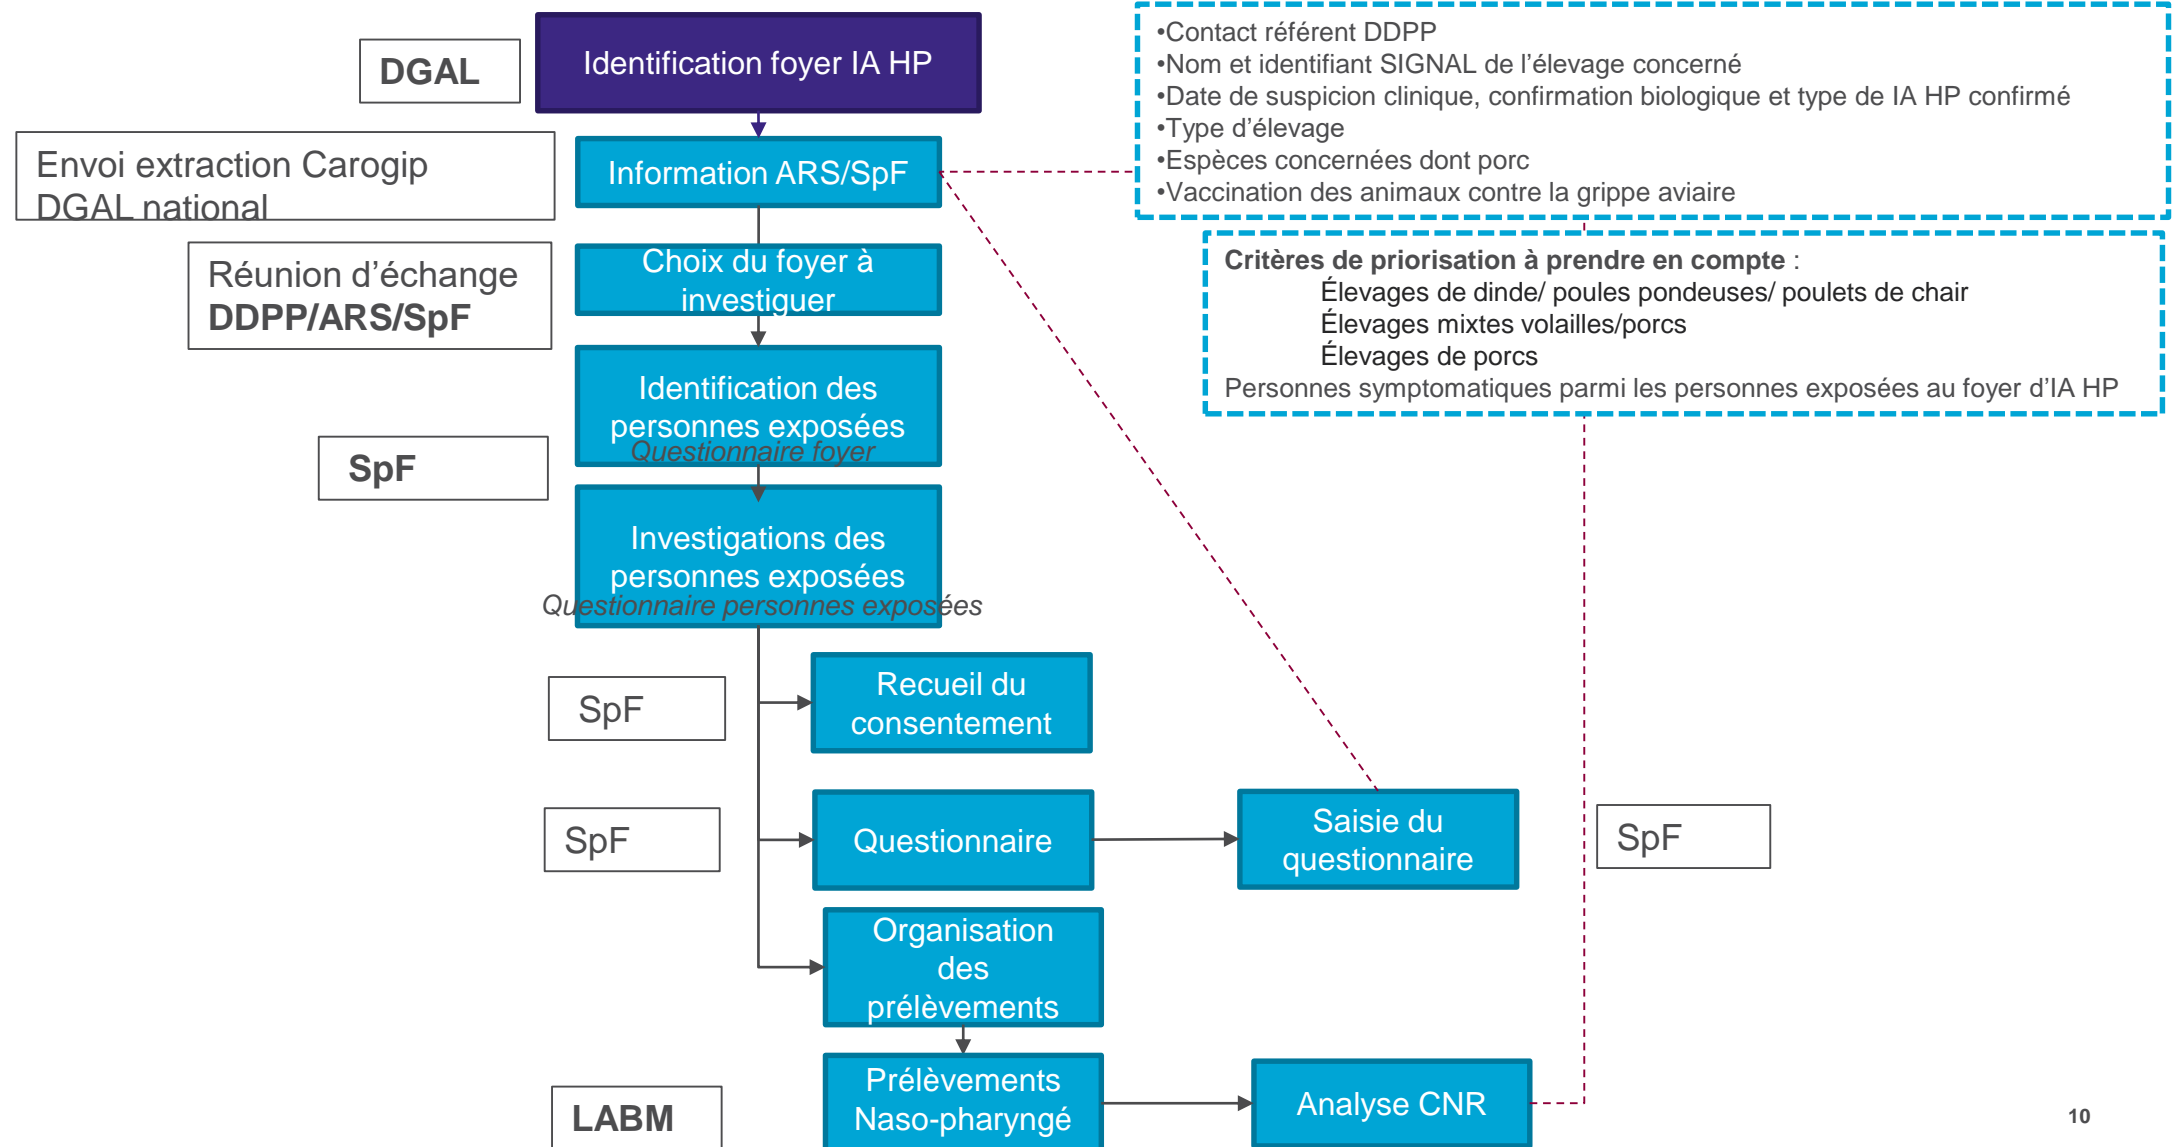 DGAL
Identification foyer IA HP
•Contact référent DDPP
•Nom et identifiant SIGNAL de l’élevage concerné
•Date de suspicion clinique, confirmation biologique et type de IA HP confirmé
•Type d’élevage
•Espèces concernées dont porc
•Vaccination des animaux contre la grippe aviaire
Envoi extraction Carogip
DGAL national
Information ARS/SpF
Réunion d’échange
DDPP/ARS/SpF
Choix du foyer à
investiguer
Critères de priorisation à prendre en compte :
Élevages de dinde/ poules pondeuses/ poulets de chair
Élevages mixtes volailles/porcs
Élevages de porcs
Personnes symptomatiques parmi les personnes exposées au foyer d’IA HP
Identification des
personnes exposées
Questionnaire foyer
SpF
Investigations des
personnes exposées
Questionnaire personnes exposées
SpF
Recueil du
consentement
SpF
Questionnaire
Saisie du
questionnaire
SpF
Organisation
des
prélèvements
LABM
Prélèvements
Naso-pharyngé
Analyse CNR
10